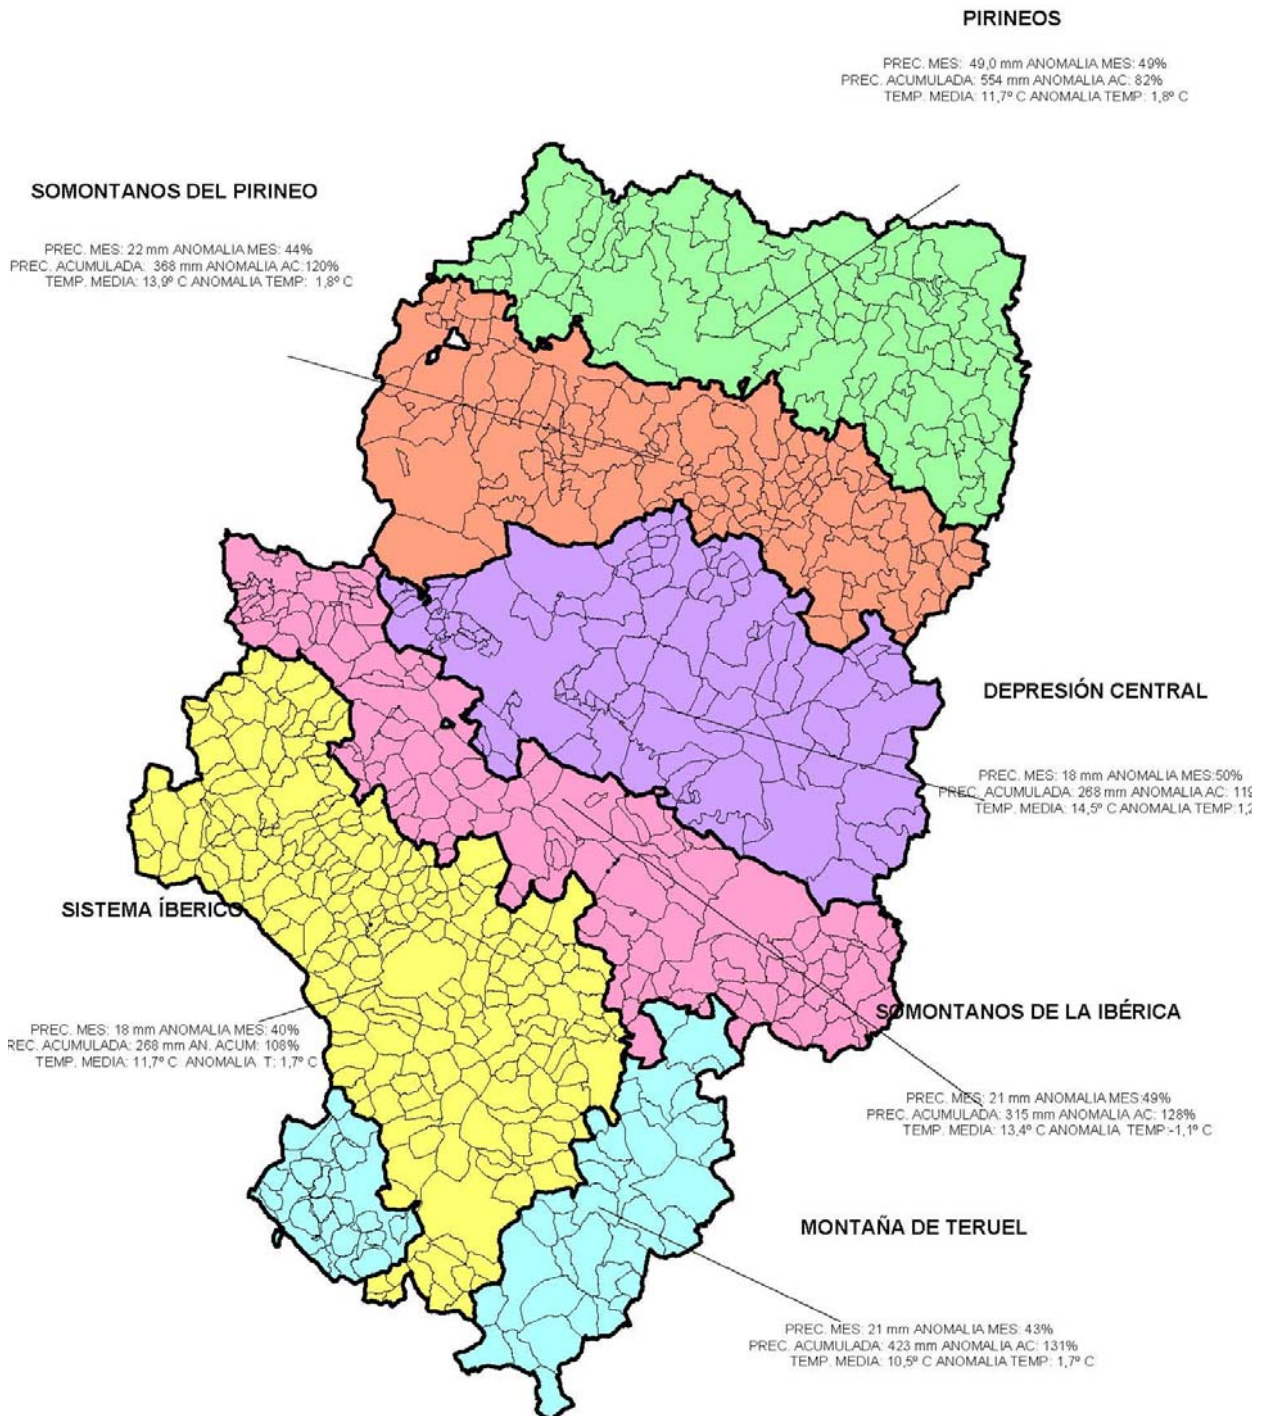 PIRINEOS
PREC. MES: 49,0 mm ANOMALIA MES: 49%
PREC. ACUMULADA: 554 mm ANOMALIA AC: 82%
TEMP. MEDIA: 11,7º C ANOMALIA TEMP: 1,8º C
SOMONTANOS DEL PIRINEO
PREC. MES: 22 mm ANOMALIA MES: 44%
PREC. ACUMULADA: 368 mm ANOMALIA AC:120%
TEMP. MEDIA: 13,9º C ANOMALIA TEMP: 1,8º C
DEPRESIÓN CENTRAL
PREC. MES: 18 mm ANOMALIA MES:50%
PREC. ACUMULADA: 268 mm ANOMALIA AC: 119
TEMP. MEDIA: 14,5º C ANOMALIA TEMP:1,2
SISTEMA ÍBERICO
PREC. MES: 18 mm ANOMALIA MES: 40%
REC. ACUMULADA: 268 mm AN. ACUM: 108%
TEMP. MEDIA: 11,7º C ANOMALIA T: 1,7º C
SOMONTANOS DE LA IBÉRICA
PREC. MES: 21 mm ANOMALIA MES:49%
PREC. ACUMULADA: 315 mm ANOMALIA AC: 128%
TEMP. MEDIA: 13,4º C ANOMALIA TEMP:-1,1º C
MONTAÑA DE TERUEL
PREC. MES: 21 mm ANOMALIA MES: 43%
PREC. ACUMULADA: 423 mm ANOMALIA AC: 131%
TEMP. MEDIA: 10,5º C ANOMALIA TEMP: 1,7º C